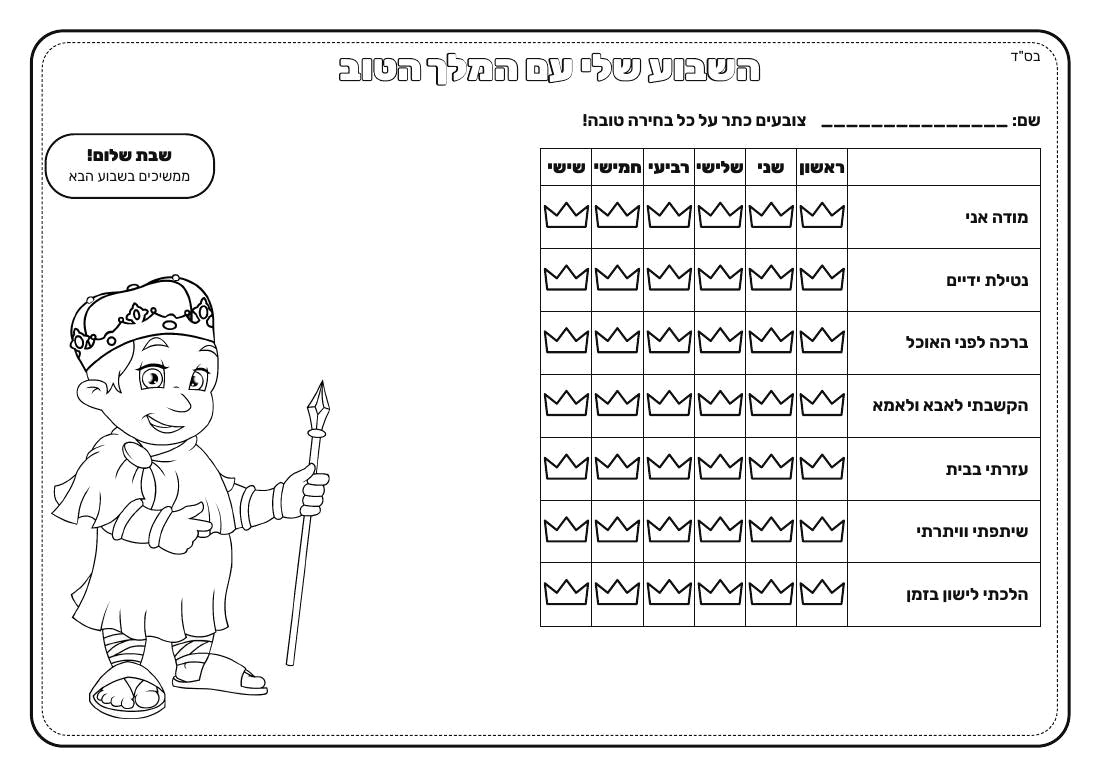 בס"ד
השבוע שלי עם המלך הטוב
שם: _______________ צובעים כתר על כל בחירה טובה!
שבת שלום!
ממשיכים בשבוע הבא
ראשון שני שלישי רביעי חמישי שישי
מודה אני
נטילת ידיים
ברכה לפני האוכל
הקשבתי לאבא ולאמא
עזרתי בבית
שיתפתי וויתרתי
הלכתי לישון בזמן